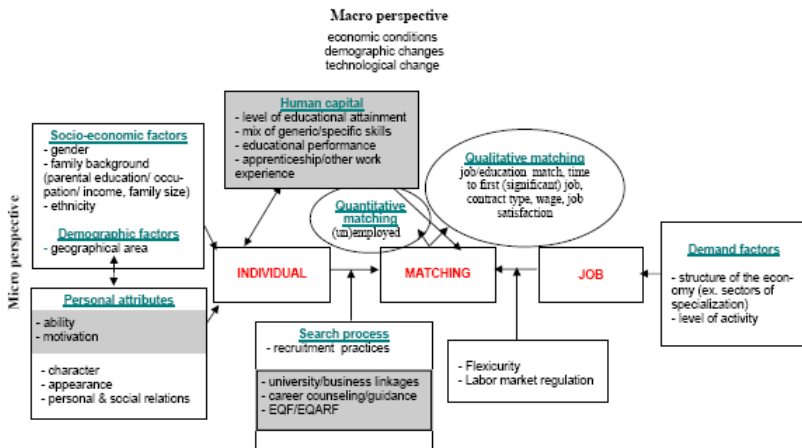 Macro perspective
economic conditions
demographic changes
technological change
Micro perspective
Socio-economic factors
- gender
- family background
(parental education/ occu-
pation/ income, family size)
- ethnicity
Demographic factors
- geographical area
Personal attributes
- ability
- motivation
- character
- appearance
- personal & social relations
Human capital
- level of educational attainment
- mix of generic/specific skills
- educational performance
- apprenticeship/other work
experience
Quantitative
matching
(un)employed
Qualitative matching
job/education match, time
to first (significant) job,
contract type, wage, job
satisfaction
INDIVIDUAL
MATCHING
JOB
Search process
- recruitment practices
- university/business linkages
- career counseling/guidance
- EQF/EQARF
- Flexicurity
- Labor market regulation
Demand factors
- structure of the econ-
omy (ex. sectors of
specialization)
- level of activity